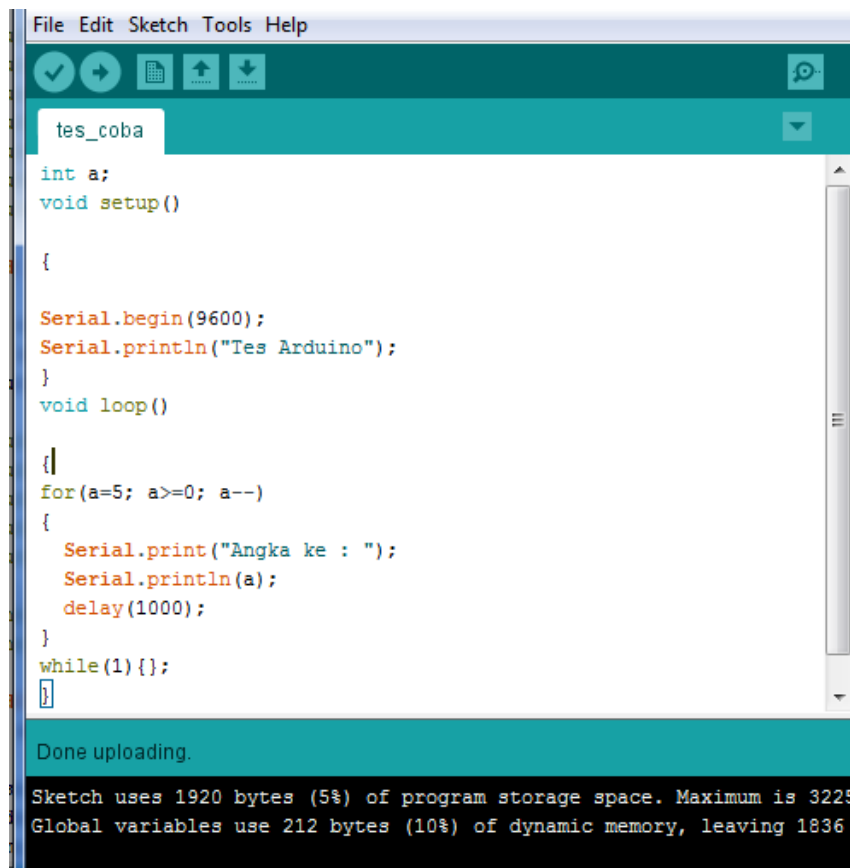 File Edit Sketch Tools Help
tes_coba
int a;
void setup()
{
Serial.begin(9600);
Serial.println("Tes Arduino");
}
void loop()
{
for(a=5; a>=0; a--)
{
  Serial.print("Angka ke : ");
  Serial.println(a);
  delay(1000);
}
while(1){};
}
Done uploading.
Sketch uses 1920 bytes (5%) of program storage space. Maximum is 3225
Global variables use 212 bytes (10%) of dynamic memory, leaving 1836